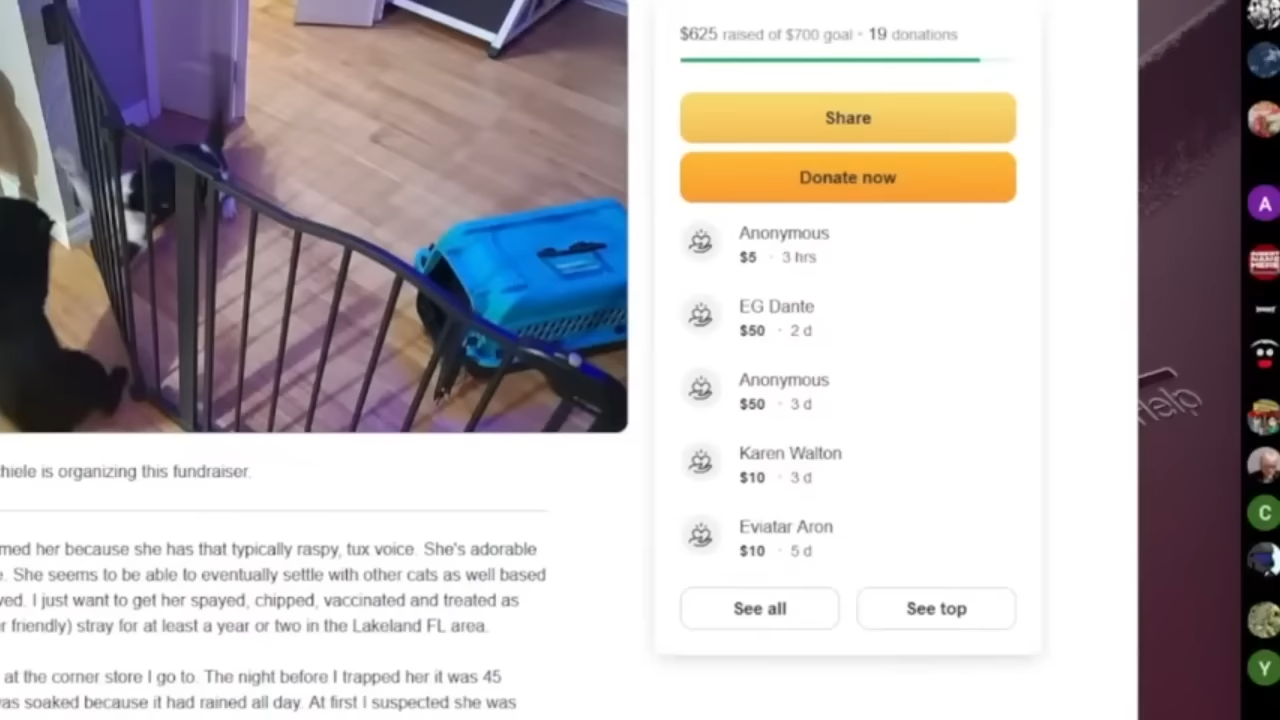 $625 raised of $700 goal • 19 donations
Share
Donate now
Anonymous
$5 · 3 hrs
EG Dante
$50 · 2 d
Anonymous
$50 · 3 d
Karen Walton
$10 · 3 d
Eviatar Aron
$10 · 5 d
See all
See top
thiele is organizing this fundraiser.
med her because she has that typically raspy, tux voice. She's adorable
e. She seems to be able to eventually settle with other cats as well based
ved. I just want to get her spayed, chipped, vaccinated and treated as
r friendly) stray for at least a year or two in the Lakeland FL area.
at the corner store I go to. The night before I trapped her it was 45
vas soaked because it had rained all day. At first I suspected she was
Help
A
C
Y